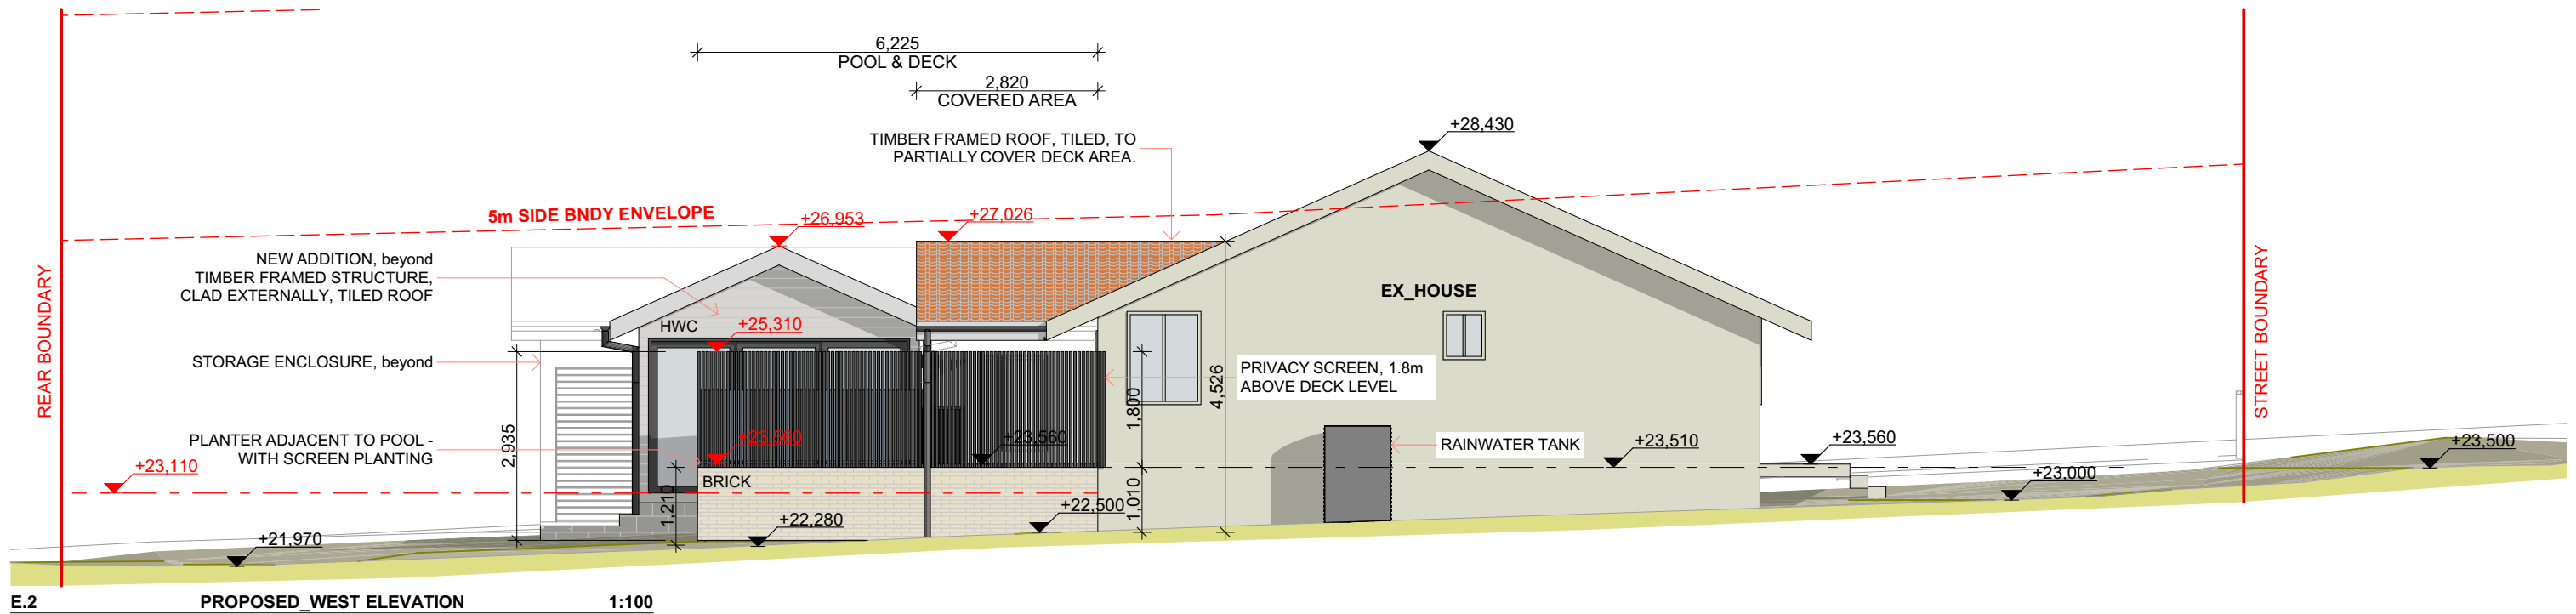 6,225
POOL & DECK
2,820
COVERED AREA
TIMBER FRAMED ROOF, TILED, TO
PARTIALLY COVER DECK AREA.
+28,430
5m SIDE BNDY ENVELOPE
+26,953
+27,026
NEW ADDITION, beyond
TIMBER FRAMED STRUCTURE,
CLAD EXTERNALLY, TILED ROOF
REAR BOUNDARY
STREET BOUNDARY
EX_HOUSE
HWC
+25,310
STORAGE ENCLOSURE, beyond
PRIVACY SCREEN, 1.8m
ABOVE DECK LEVEL
4,526
1,800
2,935
PLANTER ADJACENT TO POOL -
WITH SCREEN PLANTING
+23,560
+23,560
RAINWATER TANK
+23,510
+23,560
+23,500
+23,110
BRICK
+23,000
1,210
1,010
+22,500
+22,280
+21,970
E.2 PROPOSED_WEST ELEVATION 1:100